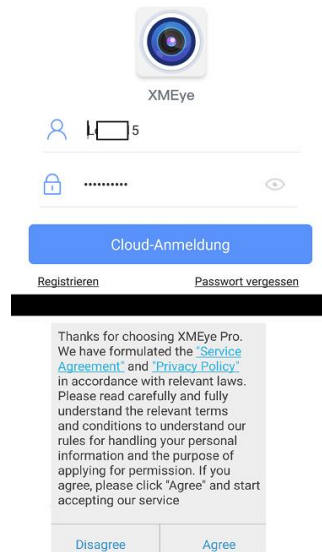 XMEye
5
Cloud-Anmeldung
Registrieren Passwort vergessen
Thanks for choosing XMEye Pro.
We have formulated the "Service
Agreement" and "Privacy Policy"
in accordance with relevant laws.
Please read carefully and fully
understand the relevant terms
and conditions to understand our
rules for handling your personal
information and the purpose of
applying for permission. If you
agree, please click "Agree" and start
accepting our service
Disagree Agree